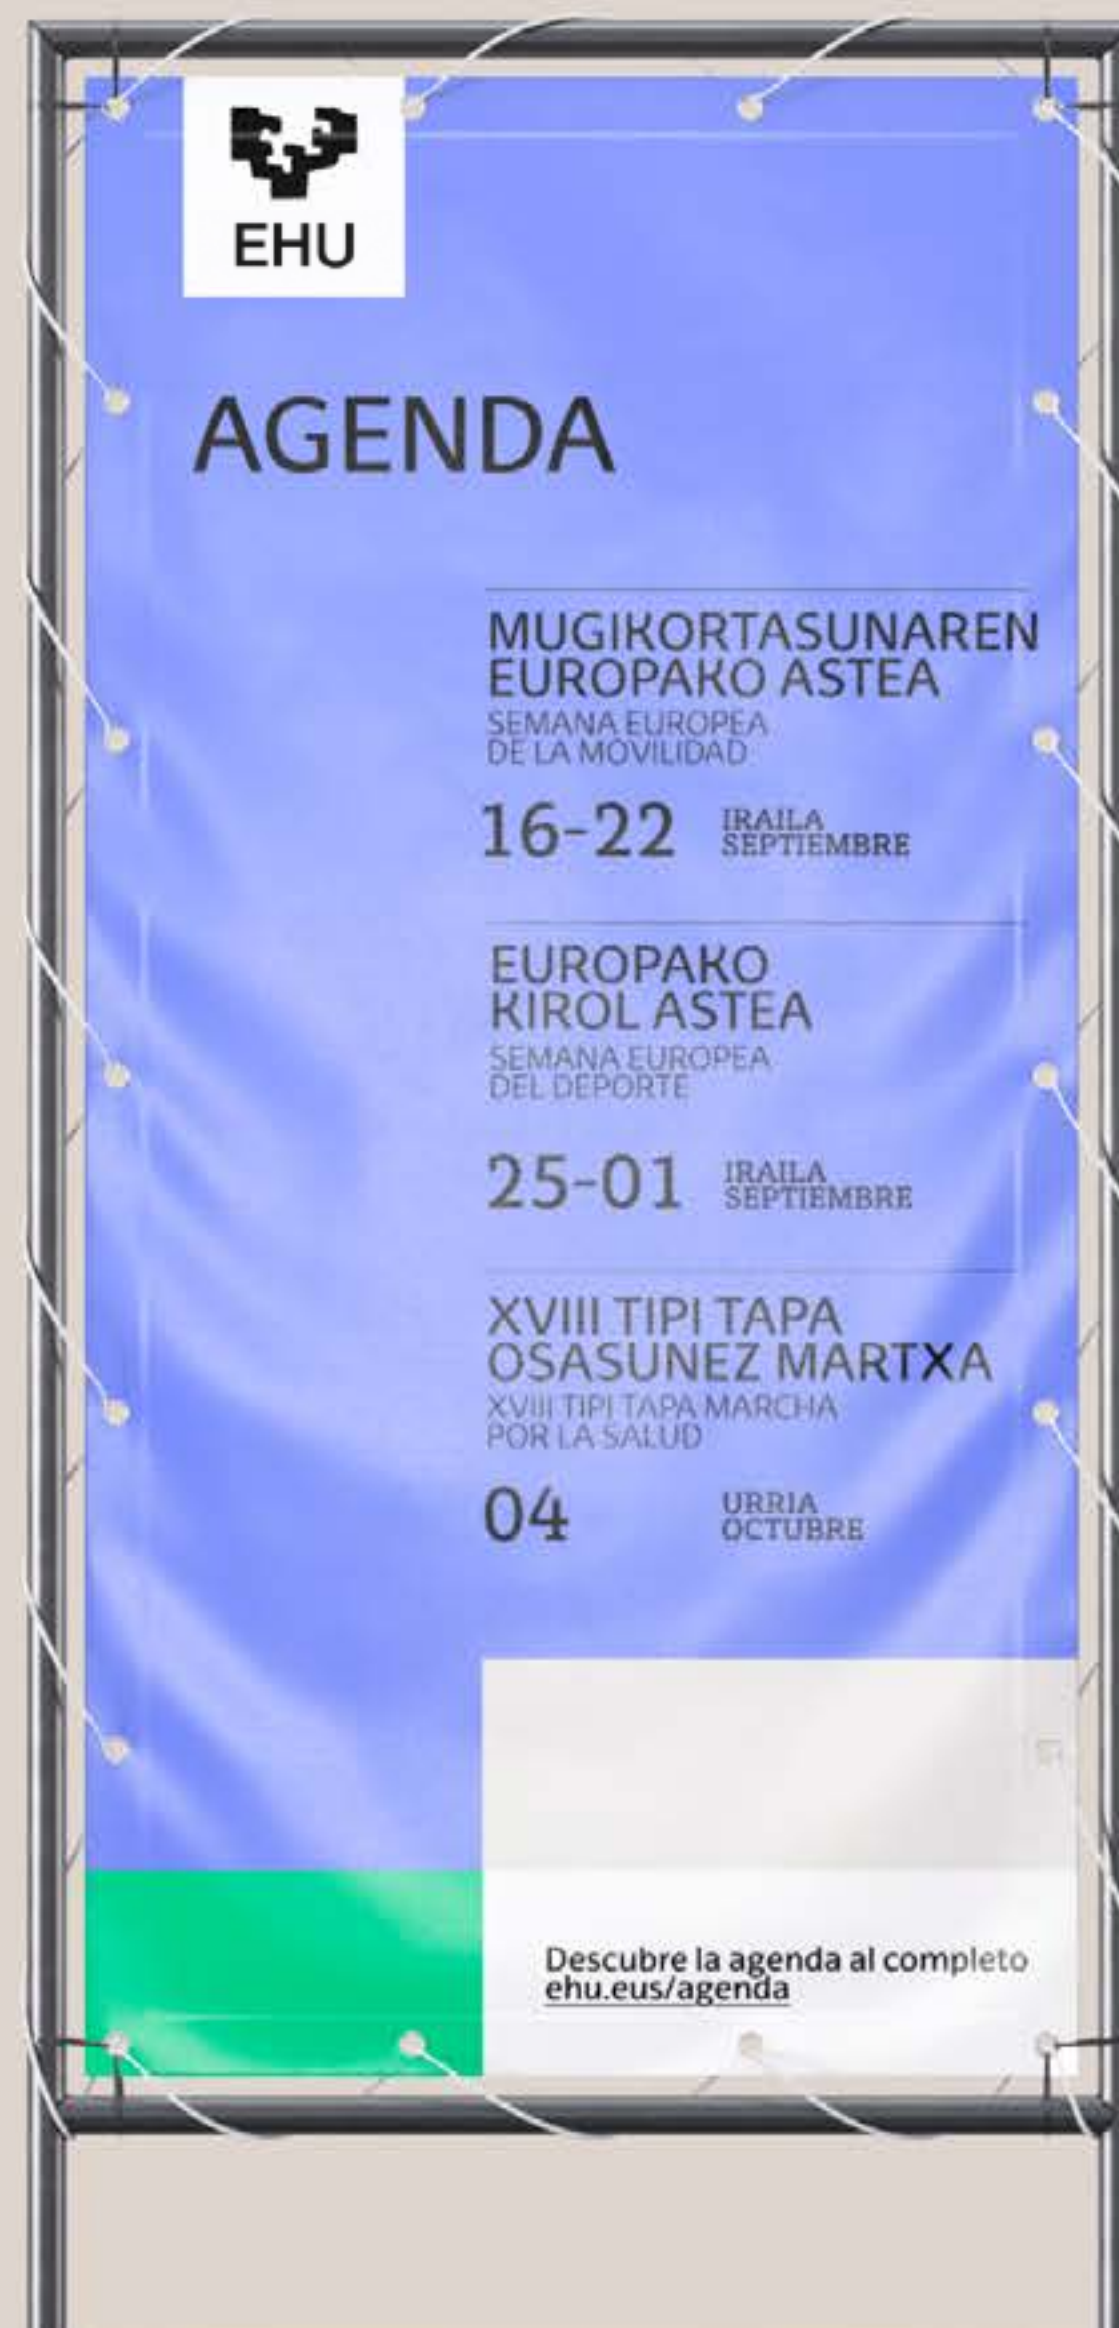 EHU
AGENDA
MUGIKORTASUNAREN
EUROPAKO ASTEA
SEMANA EUROPEA
DE LA MOVILIDAD
16-22
IRAILA
SEPTIEMBRE
EUROPAKO
KIROL ASTEA
SEMANA EUROPEA
DEL DEPORTE
25-01
IRAILA
SEPTIEMBRE
XVIII TIPI TAPA
OSASUNEZ MARTXA
XVIII TIPI TAPA MARCHA
POR LA SALUD
04
URRIA
OCTUBRE
Descubre la agenda al completo
ehu.eus/agenda